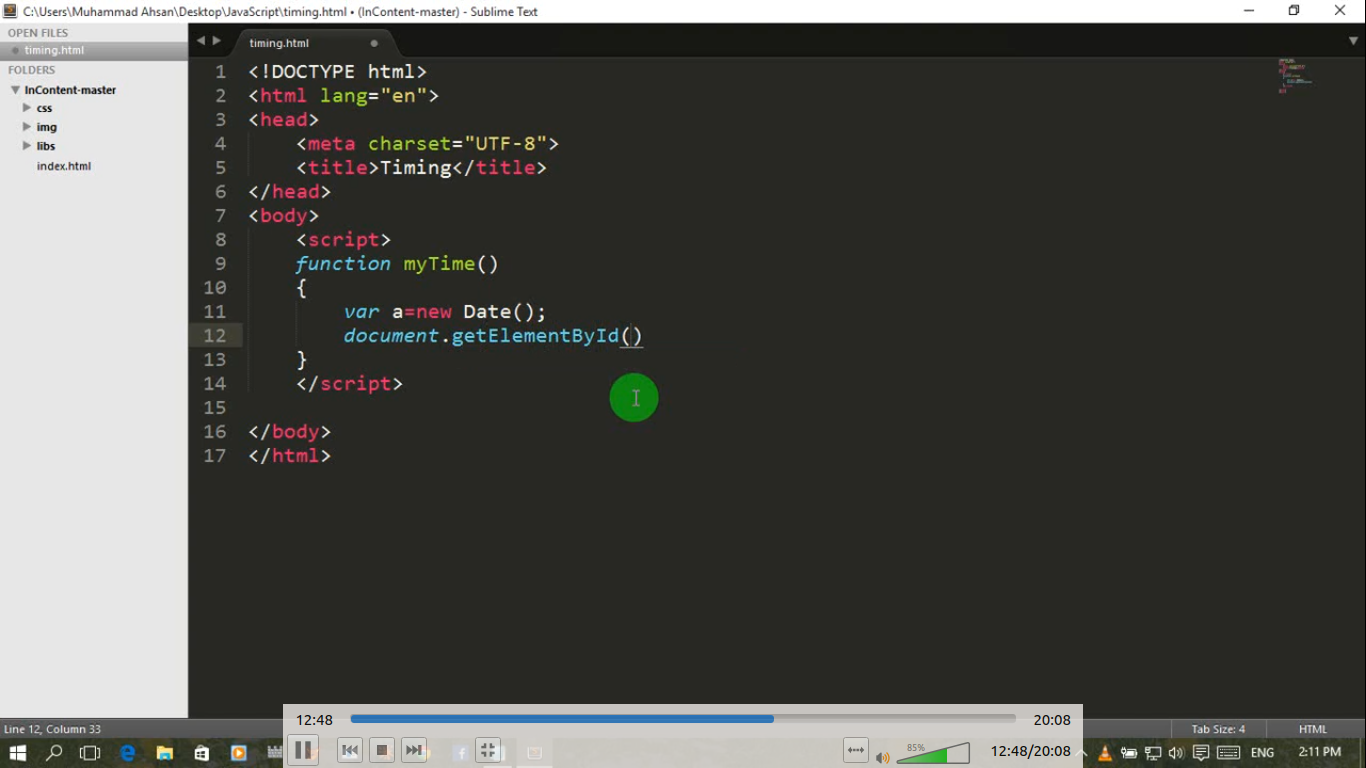 C:\Users\Muhammad Ahsan\Desktop\JavaScript\timing.html • (InContent-master) - Sublime Text
OPEN FILES
timing.html
FOLDERS
InContent-master
css
img
libs
index.html
timing.html
1 <!DOCTYPE html>
2 <html lang="en">
3 <head>
4 <meta charset="UTF-8">
5 <title>Timing</title>
6 </head>
7 <body>
8 <script>
9 function myTime()
10 {
11 var a=new Date();
12 document.getElementById()
13 }
14 </script>
15
16 </body>
17 </html>
Line 12, Column 33
Tab Size: 4
HTML
12:48
20:08
85%
12:48/20:08
ENG
2:11 PM